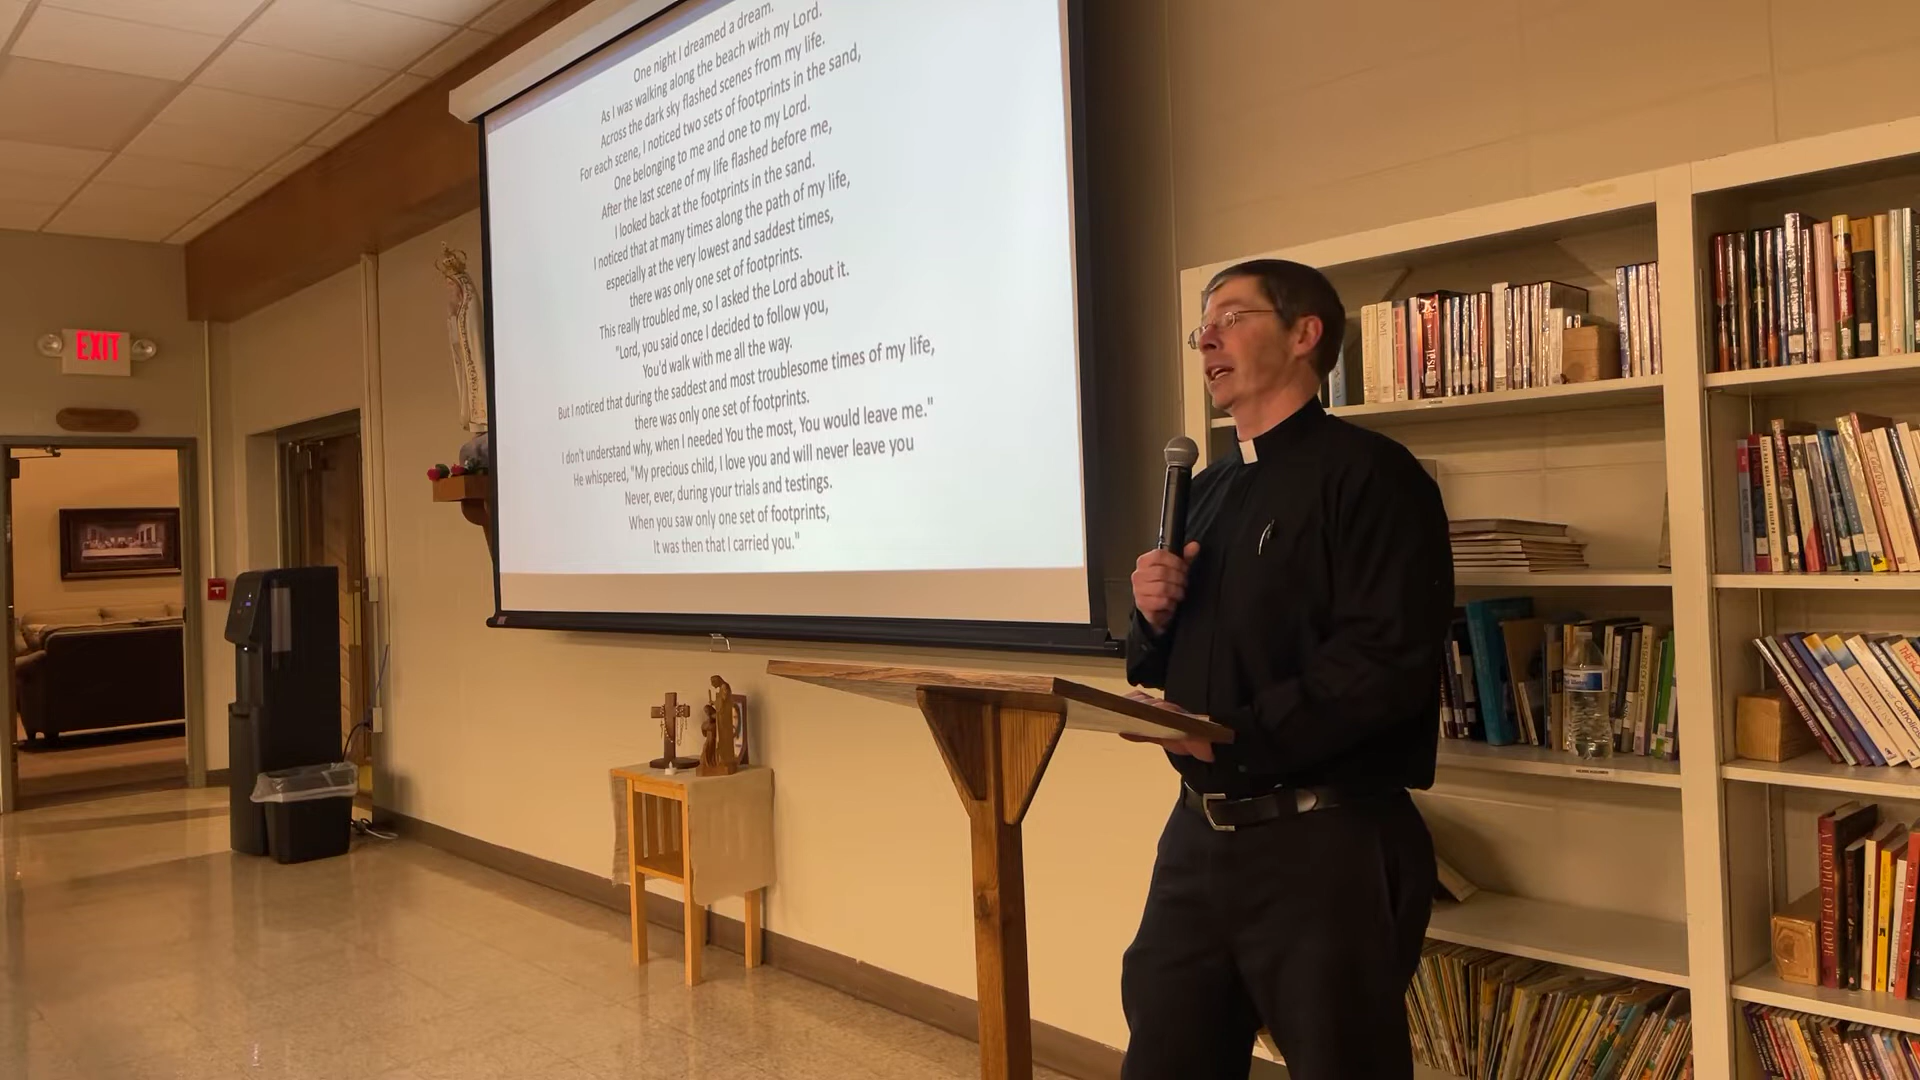 One night I dreamed a dream.
As I was walking along the beach with my Lord.
Across the dark sky flashed scenes from my life.
For each scene, I noticed two sets of footprints in the sand,
One belonging to me and one to my Lord.
After the last scene of my life flashed before me,
I looked back at the footprints in the sand.
I noticed that at many times along the path of my life,
especially at the very lowest and saddest times,
there was only one set of footprints.
This really troubled me, so I asked the Lord about it.
"Lord, you said once I decided to follow you,
You'd walk with me all the way.
But I noticed that during the saddest and most troublesome times of my life,
there was only one set of footprints.
I don't understand why, when I needed You the most, You would leave me."
He whispered, "My precious child, I love you and will never leave you
Never, ever, during your trials and testings.
When you saw only one set of footprints,
It was then that I carried you."
EXIT
A PEOPLE OF HOPE